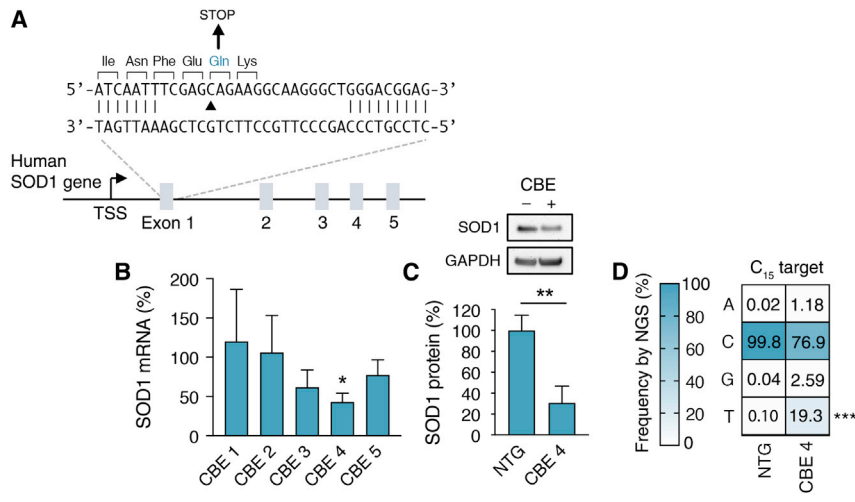 A
STOP
Ile Asn Phe Glu Gln Lys
5’-ATCAATTTCGAGCAGAAGGCAAGGGCTGGGACGGAG-3’
3’-TAGTTAAAGCTCGTCTTCCGTTCCCGACCCTGCCTC-5’
Human
SOD1 gene
TSS
Exon 1 2 3 4 5
CBE
– +
SOD1
GAPDH
B
SOD1 mRNA (%)
200
150
100
50
0
*
CBE 1 CBE 2 CBE 3 CBE 4 CBE 5
C
SOD1 protein (%)
120
100
80
60
40
20
0
**
NTG CBE 4
D
Frequency by NGS (%)
100
80
60
40
20
0
C15 target
A 0.02 1.18
C 99.8 76.9
G 0.04 2.59
T 0.10 19.3 ***
NTG CBE 4